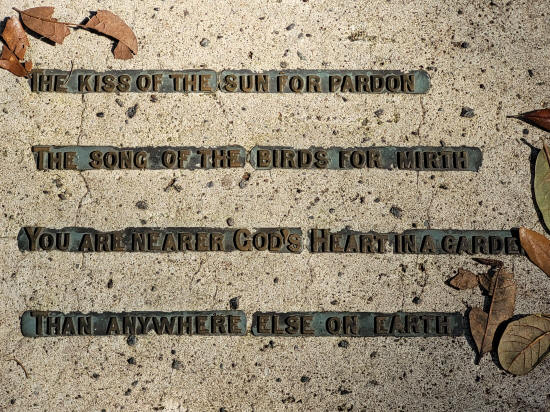 THE KISS OF THE SUN FOR PARDON
THE SONG OF THE BIRDS FOR MIRTH
YOU ARE NEARER GOD'S HEART IN A GARDE
THAN ANYWHERE ELSE ON EARTH